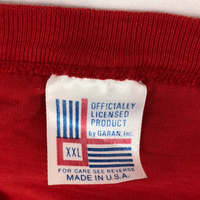 OFFICIALLY
LICENSED
PRODUCT
by GARAN, Inc.
XXL
FOR CARE SEE REVERSE
MADE IN U.S.A.